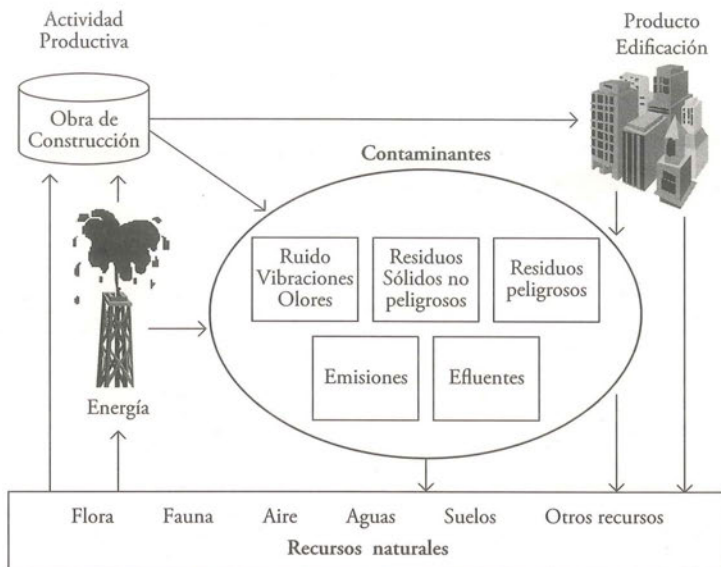 Actividad
Productiva
Producto
Edificación
Obra de
Construcción
Contaminantes
Ruido
Vibraciones
Olores
Residuos
Sólidos no
peligrosos
Residuos
peligrosos
Emisiones
Efluentes
Energía
Flora Fauna Aire Aguas Suelos Otros recursos
Recursos naturales